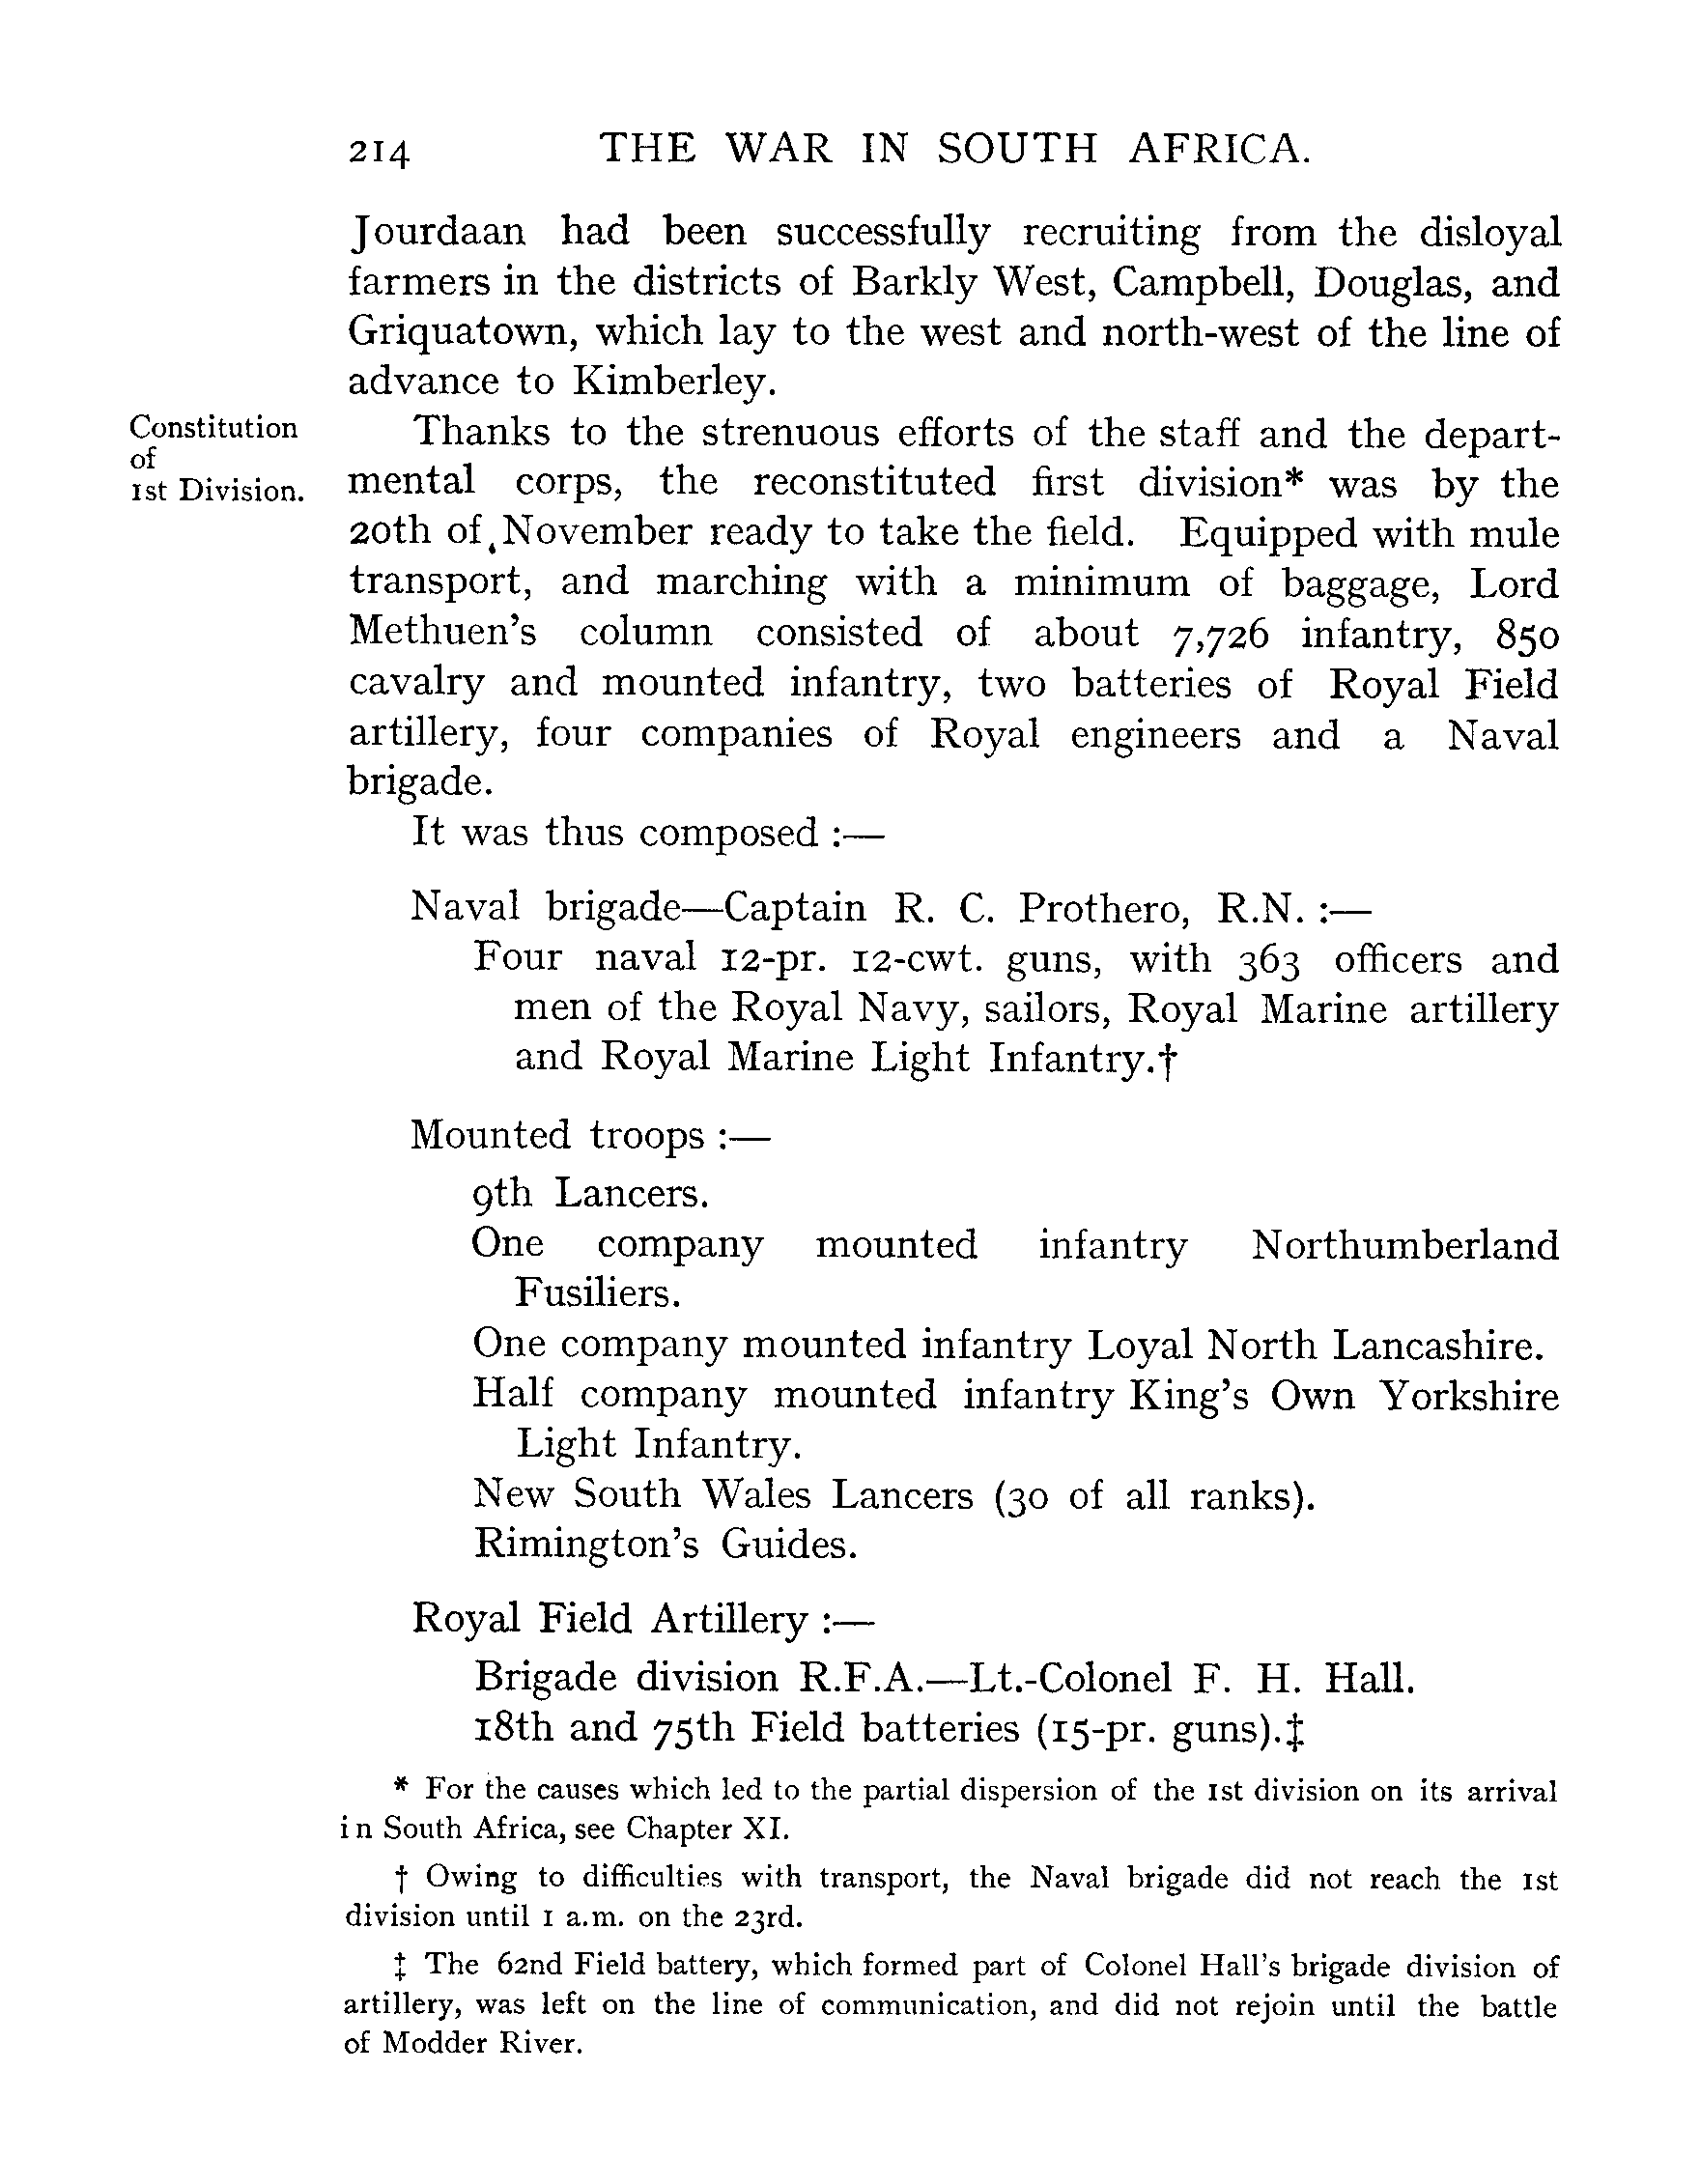 214 THE WAR IN SOUTH AFRICA.
Jourdaan had been successfully recruiting from the disloyal
farmers in the districts of Barkly West, Campbell, Douglas, and
Griquatown, which lay to the west and north-west of the line of
advance to Kimberley.
Constitution
of
1st Division.
Thanks to the strenuous efforts of the staff and the depart-
mental corps, the reconstituted first division* was by the
20th of November ready to take the field. Equipped with mule
transport, and marching with a minimum of baggage, Lord
Methuen's column consisted of about 7,726 infantry, 850
cavalry and mounted infantry, two batteries of Royal Field
artillery, four companies of Royal engineers and a Naval
brigade.
It was thus composed :—
Naval brigade—Captain R. C. Prothero, R.N. :—
Four naval 12-pr. 12-cwt. guns, with 363 officers and
men of the Royal Navy, sailors, Royal Marine artillery
and Royal Marine Light Infantry.†
Mounted troops :—
9th Lancers.
One company mounted infantry Northumberland
Fusiliers.
One company mounted infantry Loyal North Lancashire.
Half company mounted infantry King's Own Yorkshire
Light Infantry.
New South Wales Lancers (30 of all ranks).
Rimington's Guides.
Royal Field Artillery :—
Brigade division R.F.A.—Lt.-Colonel F. H. Hall.
18th and 75th Field batteries (15-pr. guns).‡
* For the causes which led to the partial dispersion of the 1st division on its arrival
in South Africa, see Chapter XI.
† Owing to difficulties with transport, the Naval brigade did not reach the 1st
division until 1 a.m. on the 23rd.
‡ The 62nd Field battery, which formed part of Colonel Hall's brigade division of
artillery, was left on the line of communication, and did not rejoin until the battle
of Modder River.